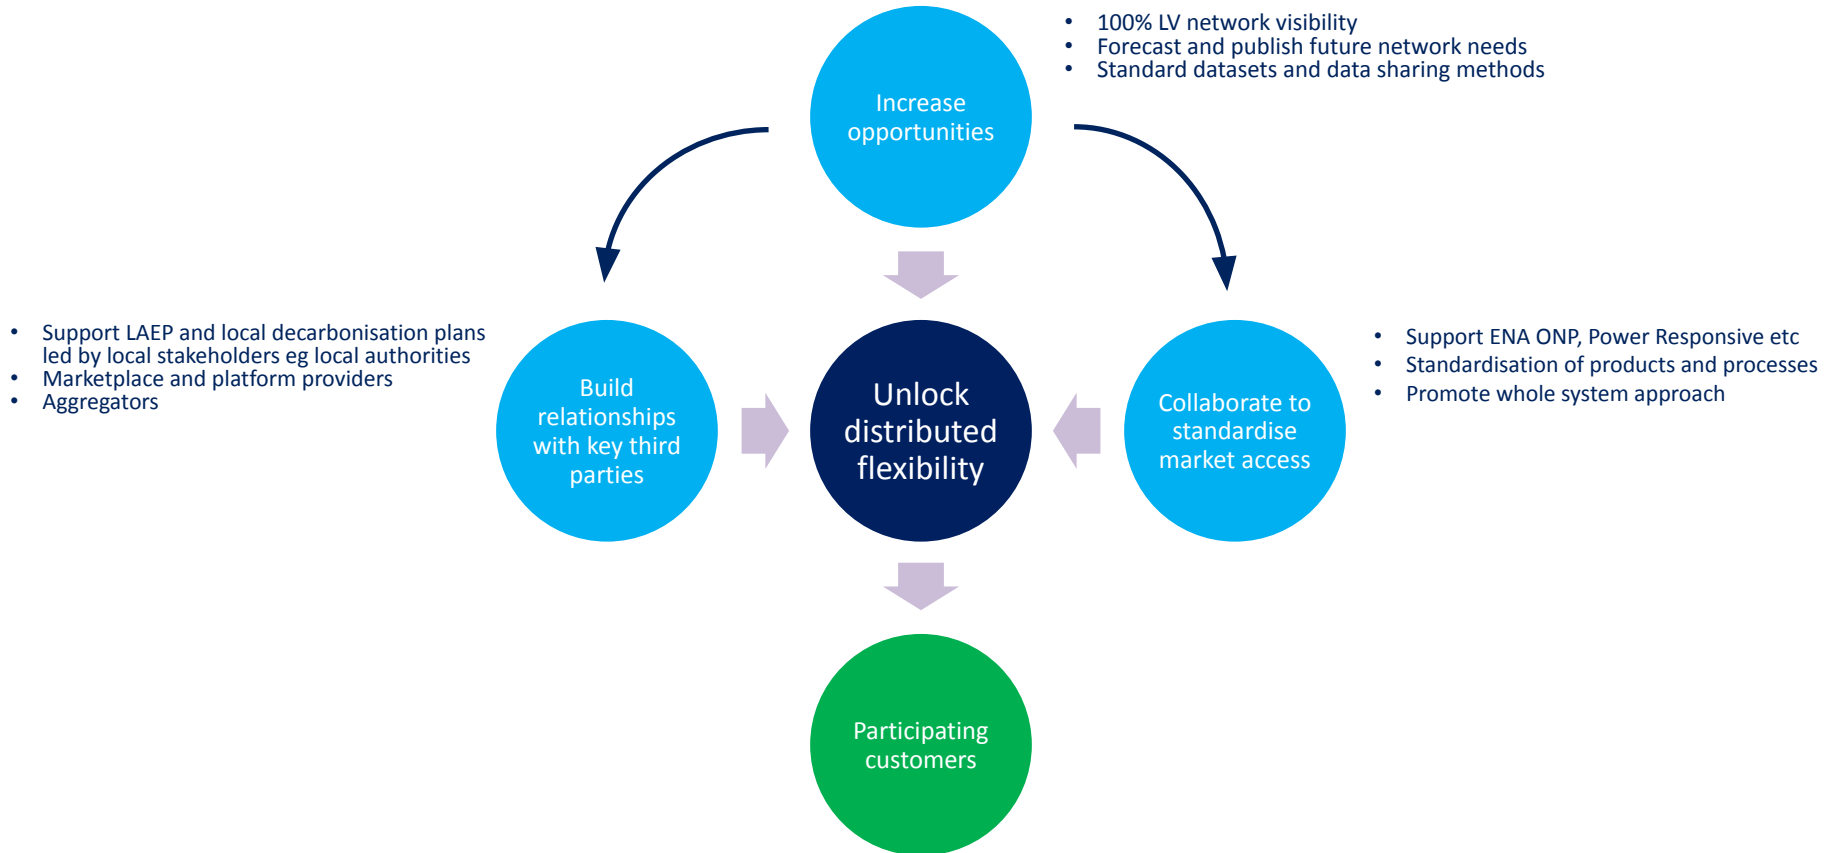 • 100% LV network visibility
• Forecast and publish future network needs
• Standard datasets and data sharing methods
Increase
opportunities
• Support LAEP and local decarbonisation plans
led by local stakeholders eg local authorities
• Marketplace and platform providers
• Aggregators
Build
relationships
with key third
parties
Unlock
distributed
flexibility
Collaborate to
standardise
market access
• Support ENA ONP, Power Responsive etc
• Standardisation of products and processes
• Promote whole system approach
Participating
customers